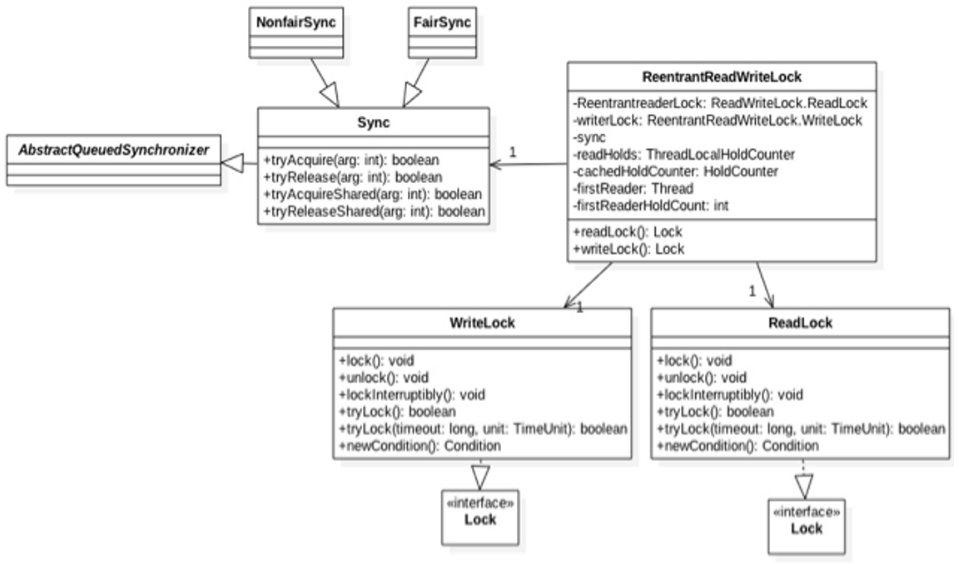 NonfairSync
FairSync
ReentrantReadWriteLock
-ReentrantreaderLock: ReadWriteLock.ReadLock
-writerLock: ReentrantReadWriteLock.WriteLock
-sync
-readHolds: ThreadLocalHoldCounter
-cachedHoldCounter: HoldCounter
-firstReader: Thread
-firstReaderHoldCount: int
+readLock(): Lock
+writeLock(): Lock
Sync
+tryAcquire(arg: int): boolean
+tryRelease(arg: int): boolean
+tryAcquireShared(arg: int): boolean
+tryReleaseShared(arg: int): boolean
AbstractQueuedSynchronizer
1
1
1
WriteLock
+lock(): void
+unlock(): void
+lockInterruptibly(): void
+tryLock(): boolean
+tryLock(timeout: long, unit: TimeUnit): boolean
+newCondition(): Condition
ReadLock
+lock(): void
+unlock(): void
+lockInterruptibly(): void
+tryLock(): boolean
+tryLock(timeout: long, unit: TimeUnit): boolean
+newCondition(): Condition
«interface»
Lock
«interface»
Lock